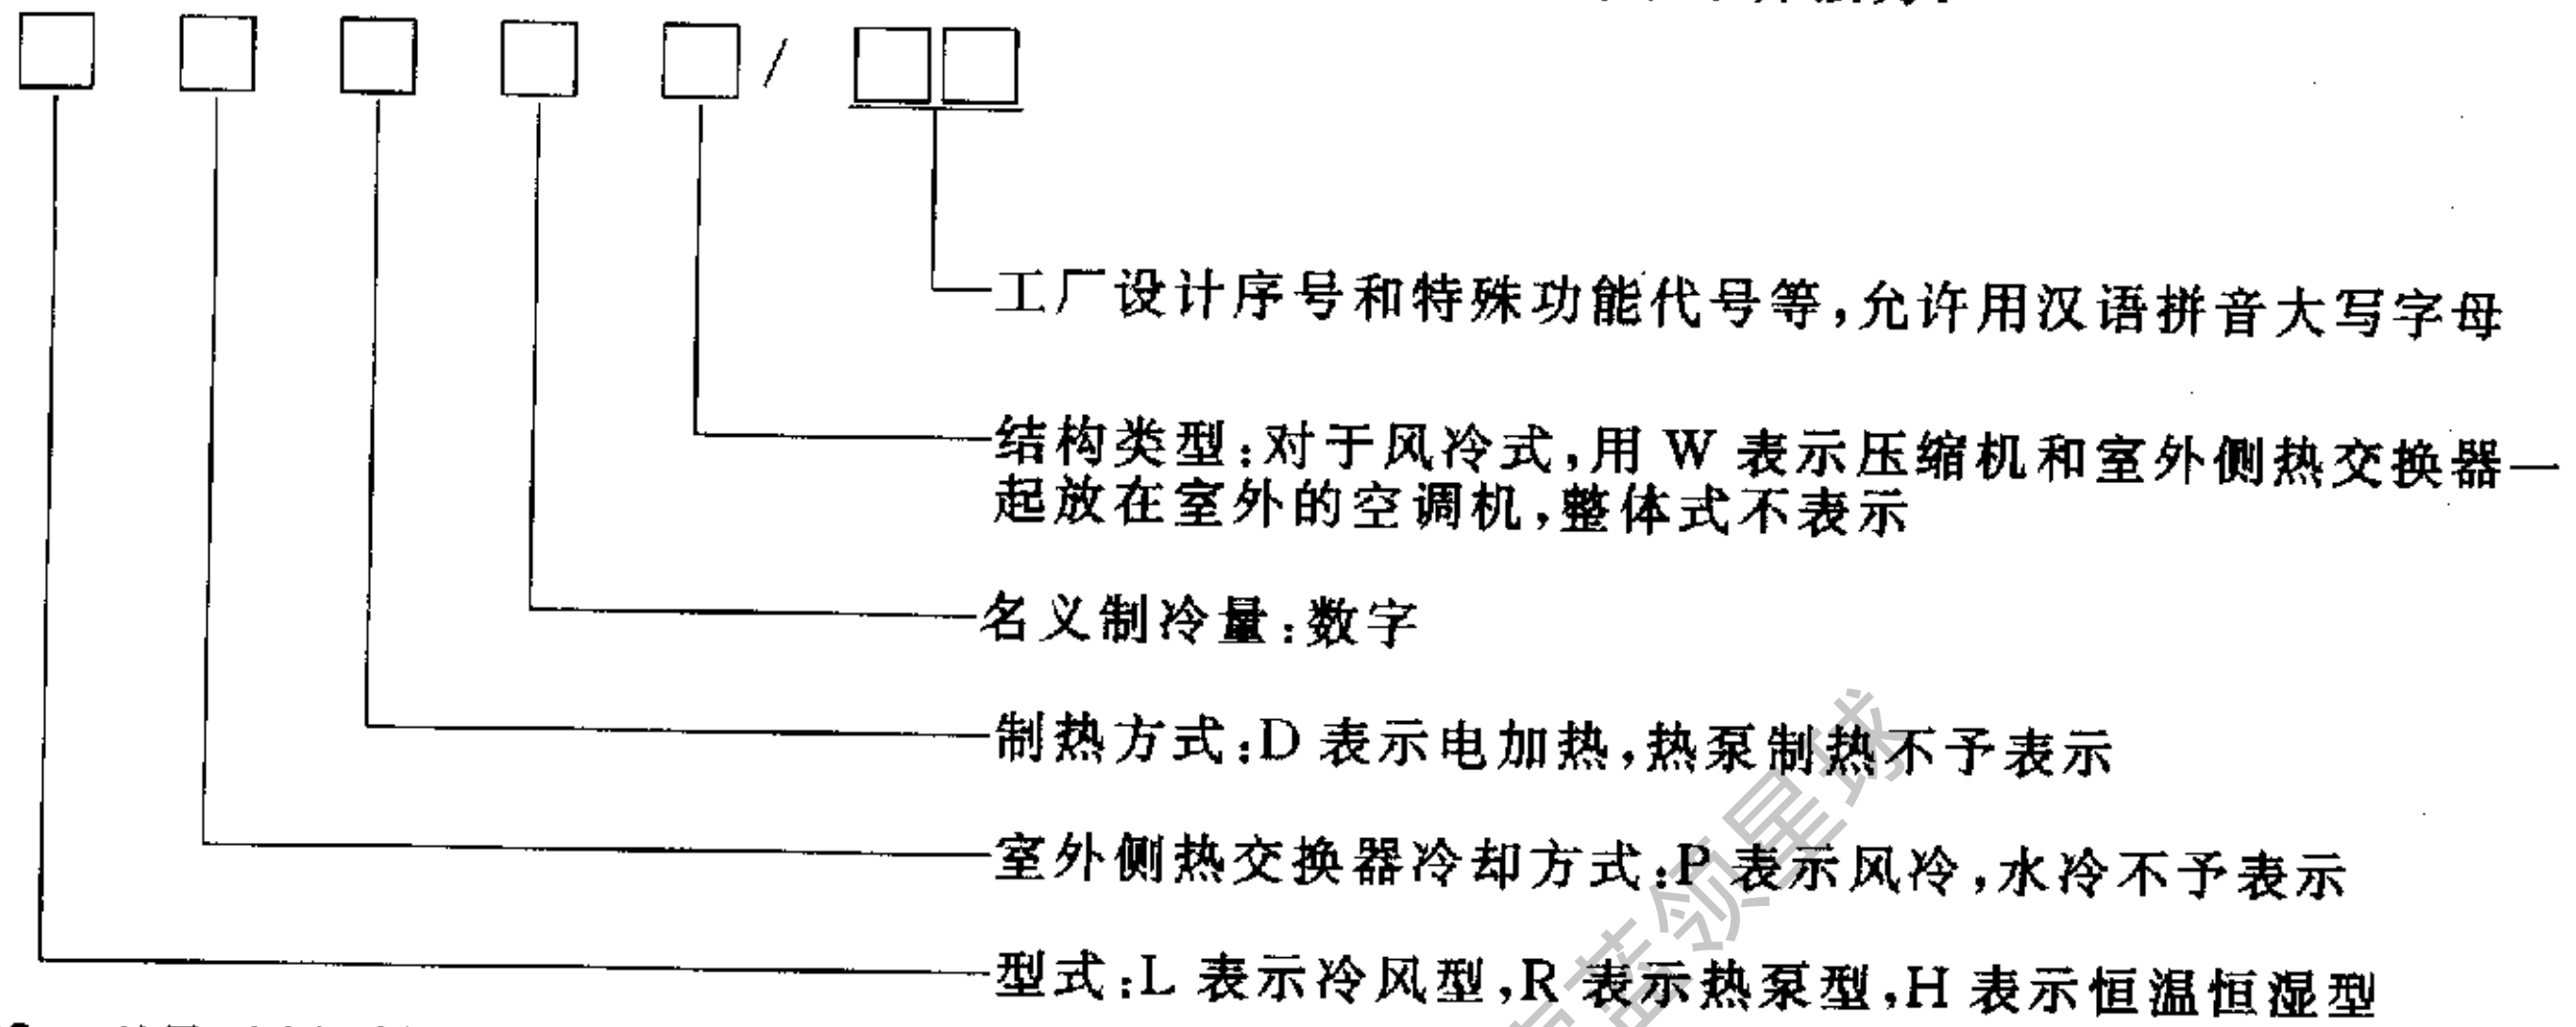 /
工厂设计序号和特殊功能代号等,允许用汉语拼音大写字母
结构类型:对于风冷式,用 W 表示压缩机和室外侧热交换器一
起放在室外的空调机,整体式不表示
名义制冷量:数字
制热方式:D 表示电加热,热泵制热不予表示
室外侧热交换器冷却方式:P 表示风冷,水冷不予表示
型式:L 表示冷风型,R 表示热泵型,H 表示恒温恒湿型
蓝领星球